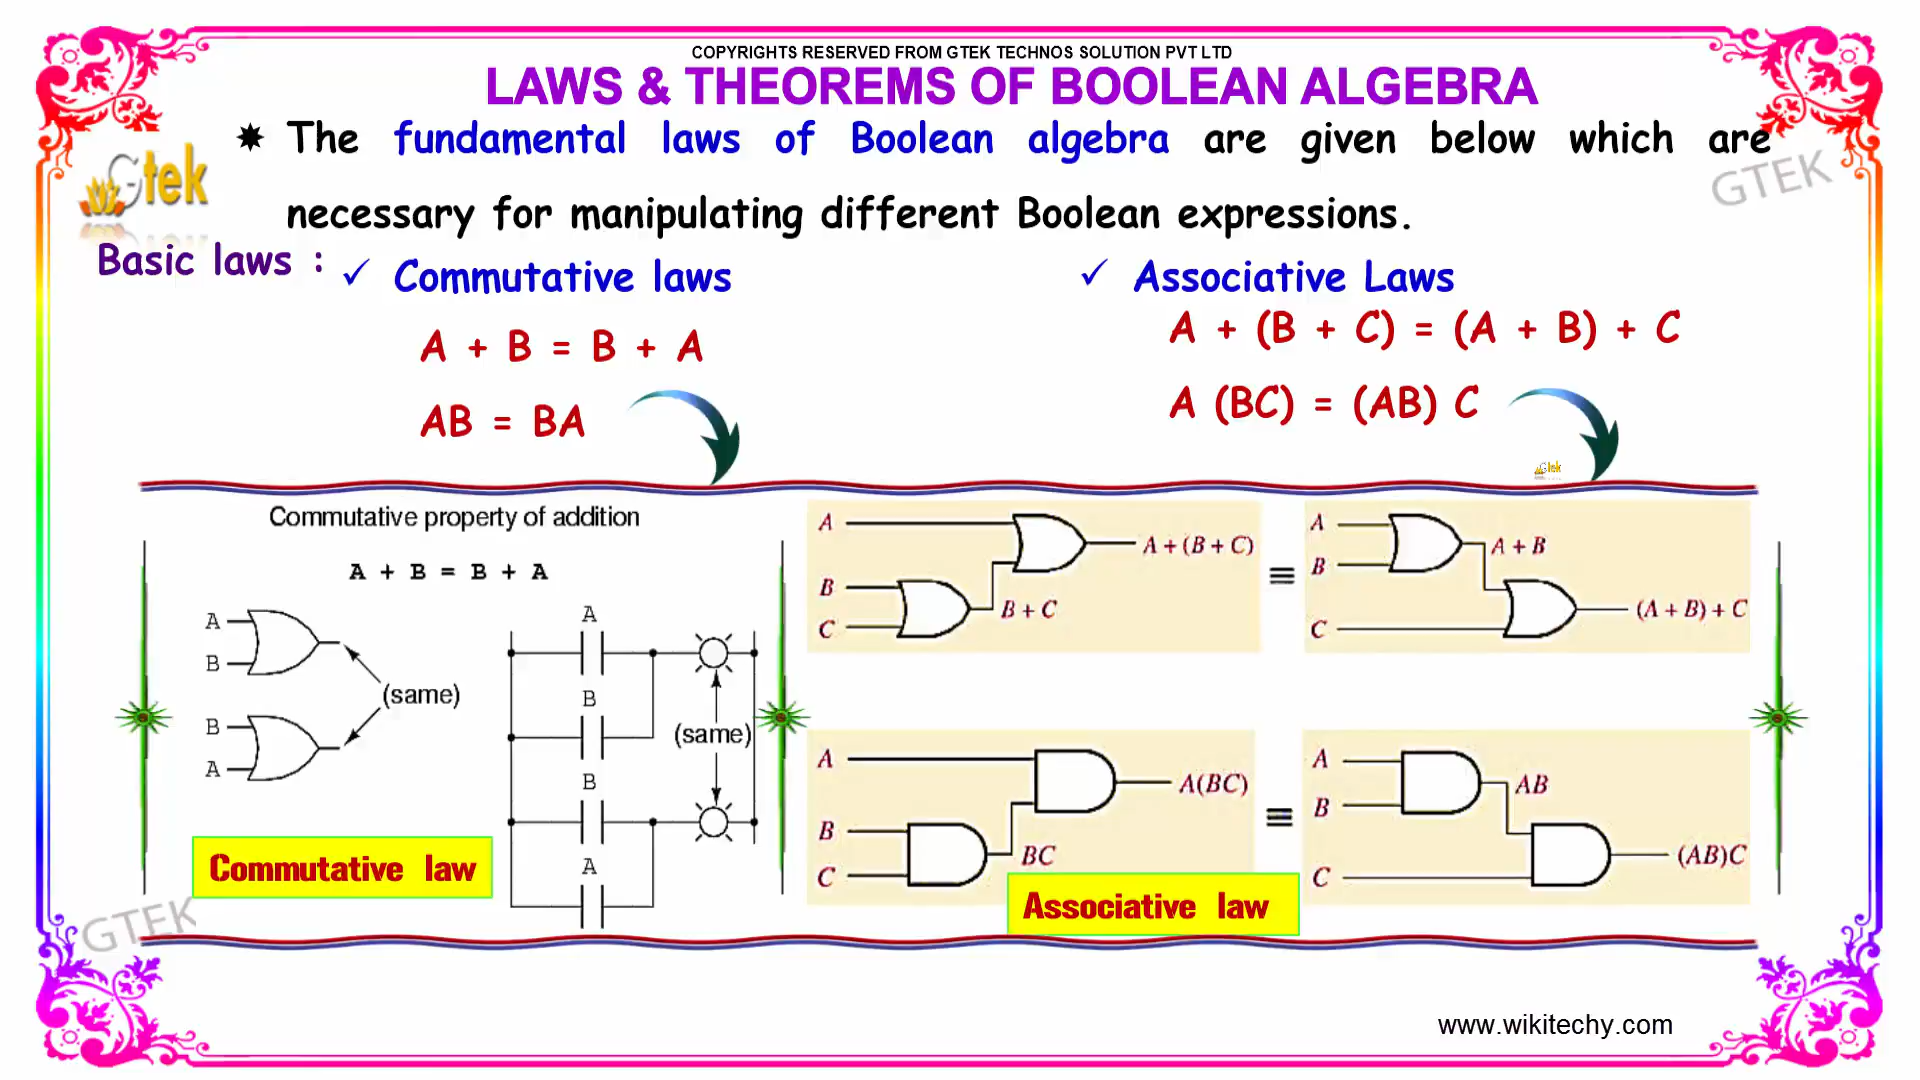 COPYRIGHTS RESERVED FROM GTEK TECHNOS SOLUTION PVT LTD
LAWS & THEOREMS OF BOOLEAN ALGEBRA
The fundamental laws of Boolean algebra are given below which are
necessary for manipulating different Boolean expressions.
Gtek
GTEK
Basic laws :
✓ Commutative laws
A + B = B + A
AB = BA
✓ Associative Laws
A + (B + C) = (A + B) + C
A (BC) = (AB) C
Gtek
Commutative property of addition
A + B = B + A
A
B
(same)
B
A
A
B
(same)
B
A
Commutative law
A
A + (B + C)
B
B + C
C
≡
A
A + B
B
(A + B) + C
C
A
A(BC)
B
BC
C
≡
A
AB
B
(AB)C
C
Associative law
GTEK
www.wikitechy.com